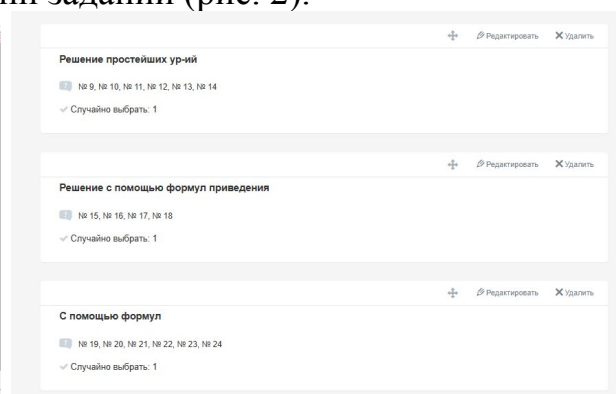 заданий (рис. 2).
Редактировать Удалить
Решение простейших ур-ий
№ 9, № 10, № 11, № 12, № 13, № 14
Случайно выбрать: 1
Редактировать Удалить
Решение с помощью формул приведения
№ 15, № 16, № 17, № 18
Случайно выбрать: 1
Редактировать Удалить
С помощью формул
№ 19, № 20, № 21, № 22, № 23, № 24
Случайно выбрать: 1